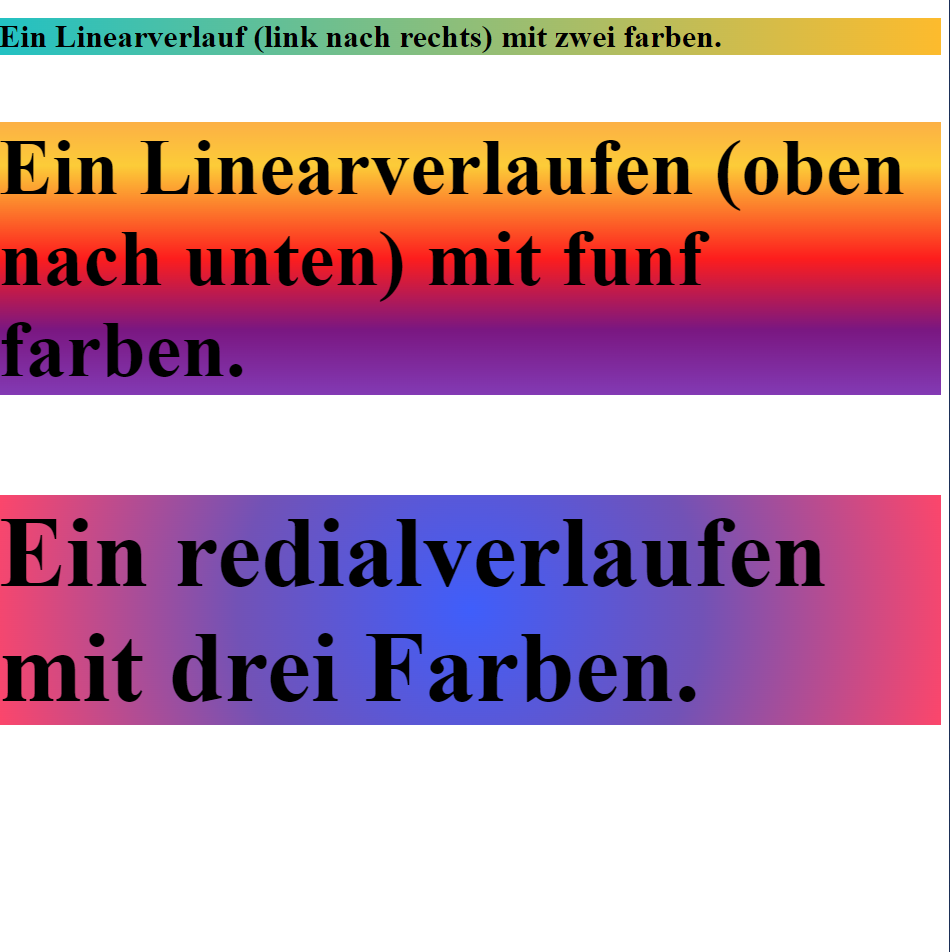 Ein Linearverlauf (link nach rechts) mit zwei farben.
Ein Linearverlaufen (oben
nach unten) mit funf
farben.
Ein redialverlaufen
mit drei Farben.